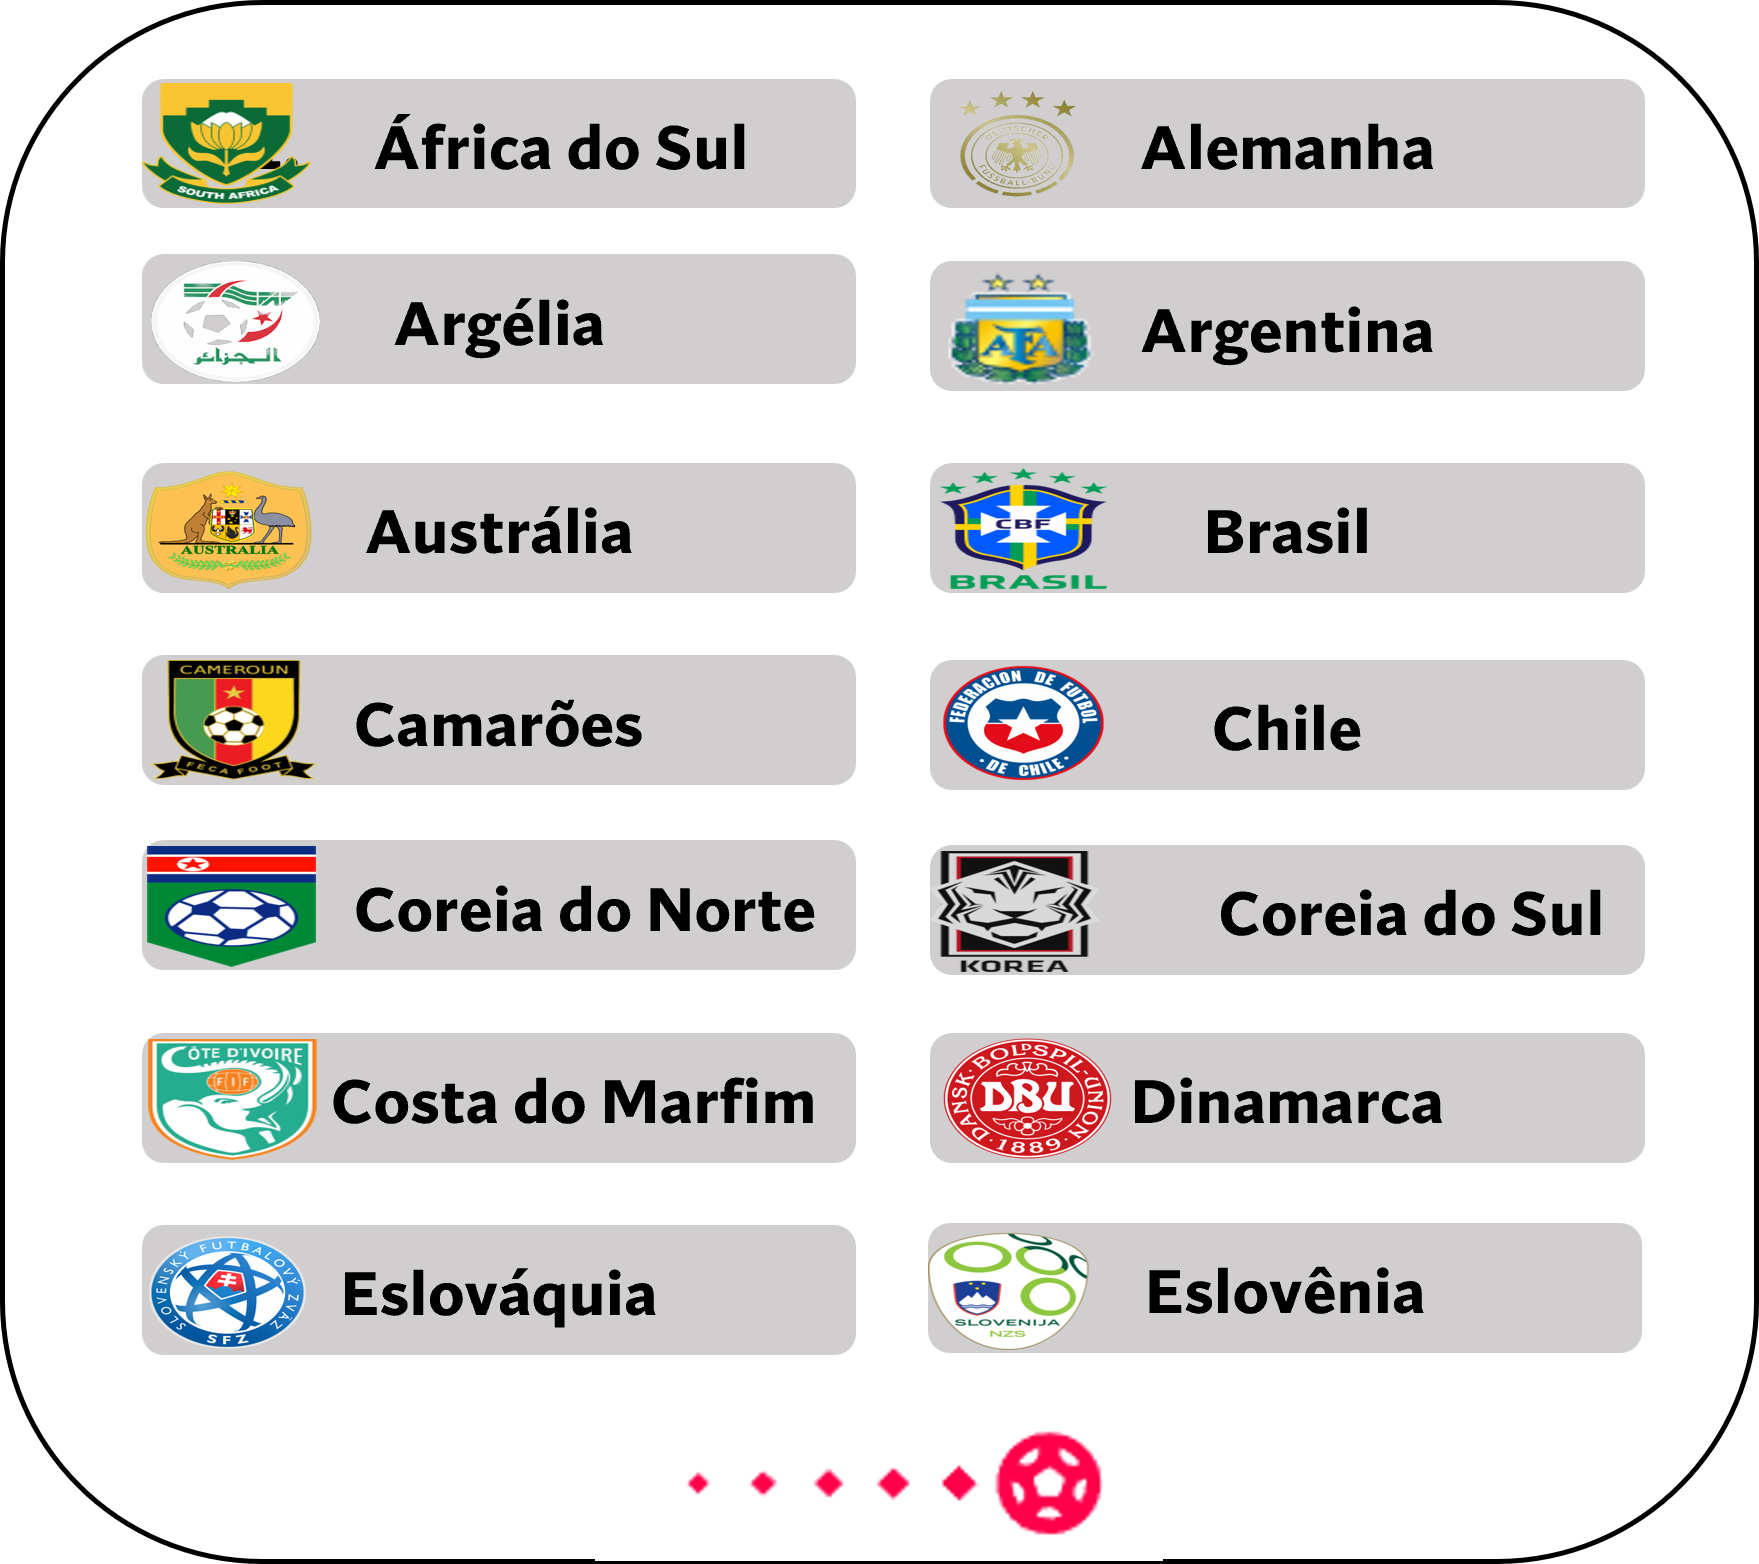 SOUTH AFRICA
África do Sul
DEUTSCHER
FUSSBALL-BUND
Alemanha
الجزائر
Argélia
AFA
Argentina
AUSTRALIA
Austrália
CBF
BRASIL
Brasil
CAMEROUN
FECA FOOT
Camarões
FEDERACION DE FUTBOL
· DE CHILE ·
Chile
Coreia do Norte
KOREA
Coreia do Sul
CÔTE D'IVOIRE
FIF
Costa do Marfim
DANSK·BOLDSPIL-UNION
DBU
·1889·
Dinamarca
SLOVENSKÝ FUTBALOVÝ ZVÄZ
SFZ
Eslováquia
SLOVENIJA
NZS
Eslovênia